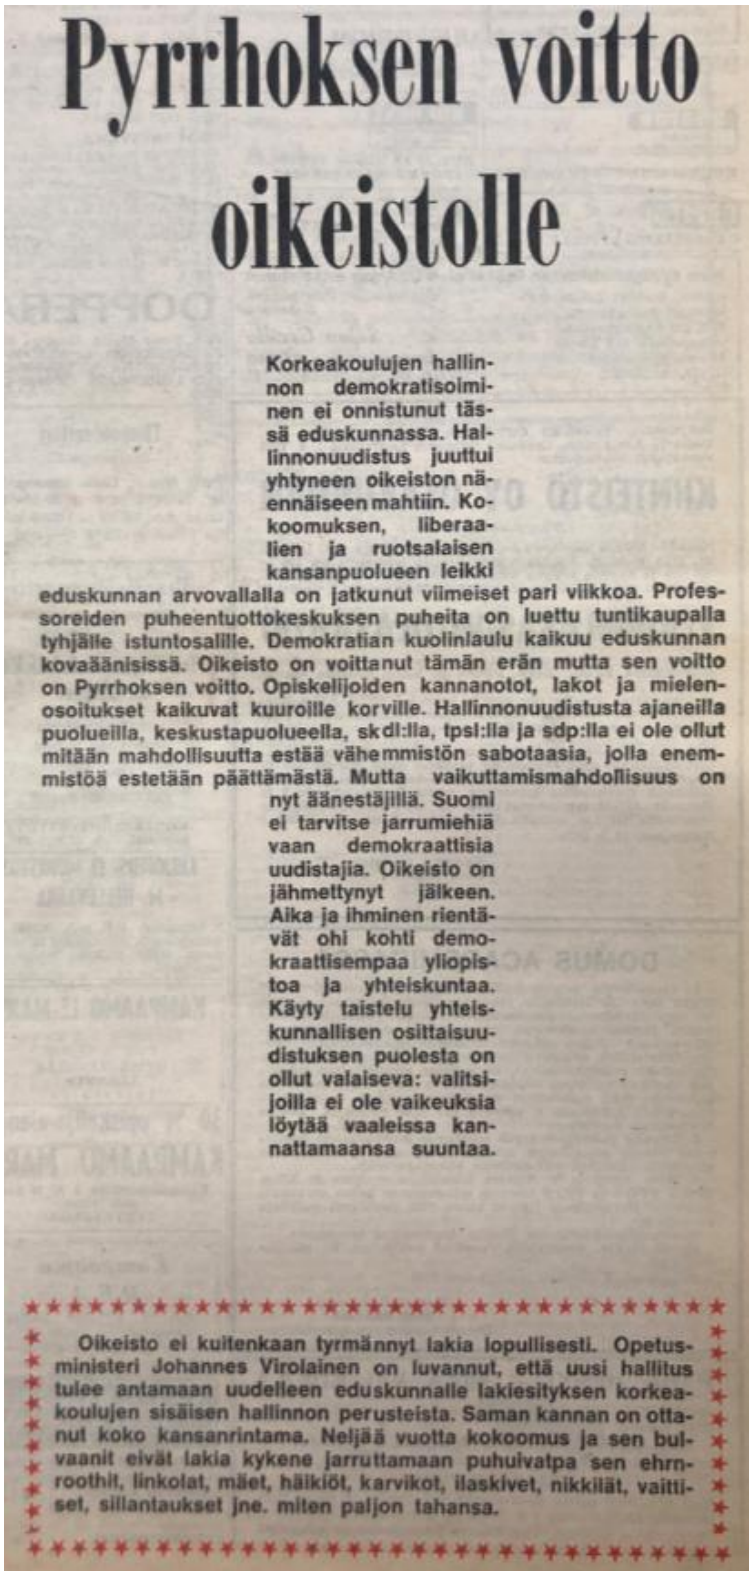 Pyrrhoksen voitto
oikeistolle
Korkeakoulujen hallin-
non demokratisoimi-
nen ei onnistunut täs-
sä eduskunnassa. Hal-
linnonuudistus juuttui
yhtyneen oikeiston nä-
ennäiseen mahtiin. Ko-
koomuksen, liberaa-
lien ja ruotsalaisen
kansanpuolueen leikki
eduskunnan arvovallalla on jatkunut viimeiset pari viikkoa. Profes-
soreiden puheentuottokeskuksen puheita on luettu tuntikaupalla
tyhjälle istuntosalille. Demokratian kuolinlaulu kaikuu eduskunnan
kovaäänisissä. Oikeisto on voittanut tämän erän mutta sen voitto
on Pyrrhoksen voitto. Opiskelijoiden kannanotot, lakot ja mielen-
osoitukset kaikuvat kuuroille korville. Hallinnonuudistusta ajaneilla
puolueilla, keskustapuolueella, skdl:lla, tpsl:lla ja sdp:lla ei ole ollut
mitään mahdollisuutta estää vähemmistön sabotaasia, jolla enem-
mistöä estetään päättämästä. Mutta vaikuttamismahdollisuus on
nyt äänestäjillä. Suomi
ei tarvitse jarrumiehiä
vaan demokraattisia
uudistajia. Oikeisto on
jähmettynyt jälkeen.
Aika ja ihminen rientä-
vät ohi kohti demo-
kraattisempaa yliopis-
toa ja yhteiskuntaa.
Käyty taistelu yhteis-
kunnallisen osittaisuu-
distuksen puolesta on
ollut valaiseva: valitsi-
joilla ei ole vaikeuksia
löytää vaaleissa kan-
nattamaansa suuntaa.
Oikeisto ei kuitenkaan tyrmännyt lakia lopullisesti. Opetus-
ministeri Johannes Virolainen on luvannut, että uusi hallitus
tulee antamaan uudelleen eduskunnalle lakiesityksen korkea-
koulujen sisäisen hallinnon perusteista. Saman kannan on otta-
nut koko kansanrintama. Neljää vuotta kokoomus ja sen bul-
vaanit eivät lakia kykene jarruttamaan puhuivatpa sen ehrn-
roothit, linkolat, mäet, hälkiöt, karvikot, ilaskivet, nikkilät, vaitti-
set, sillantaukset jne. miten paljon tahansa.